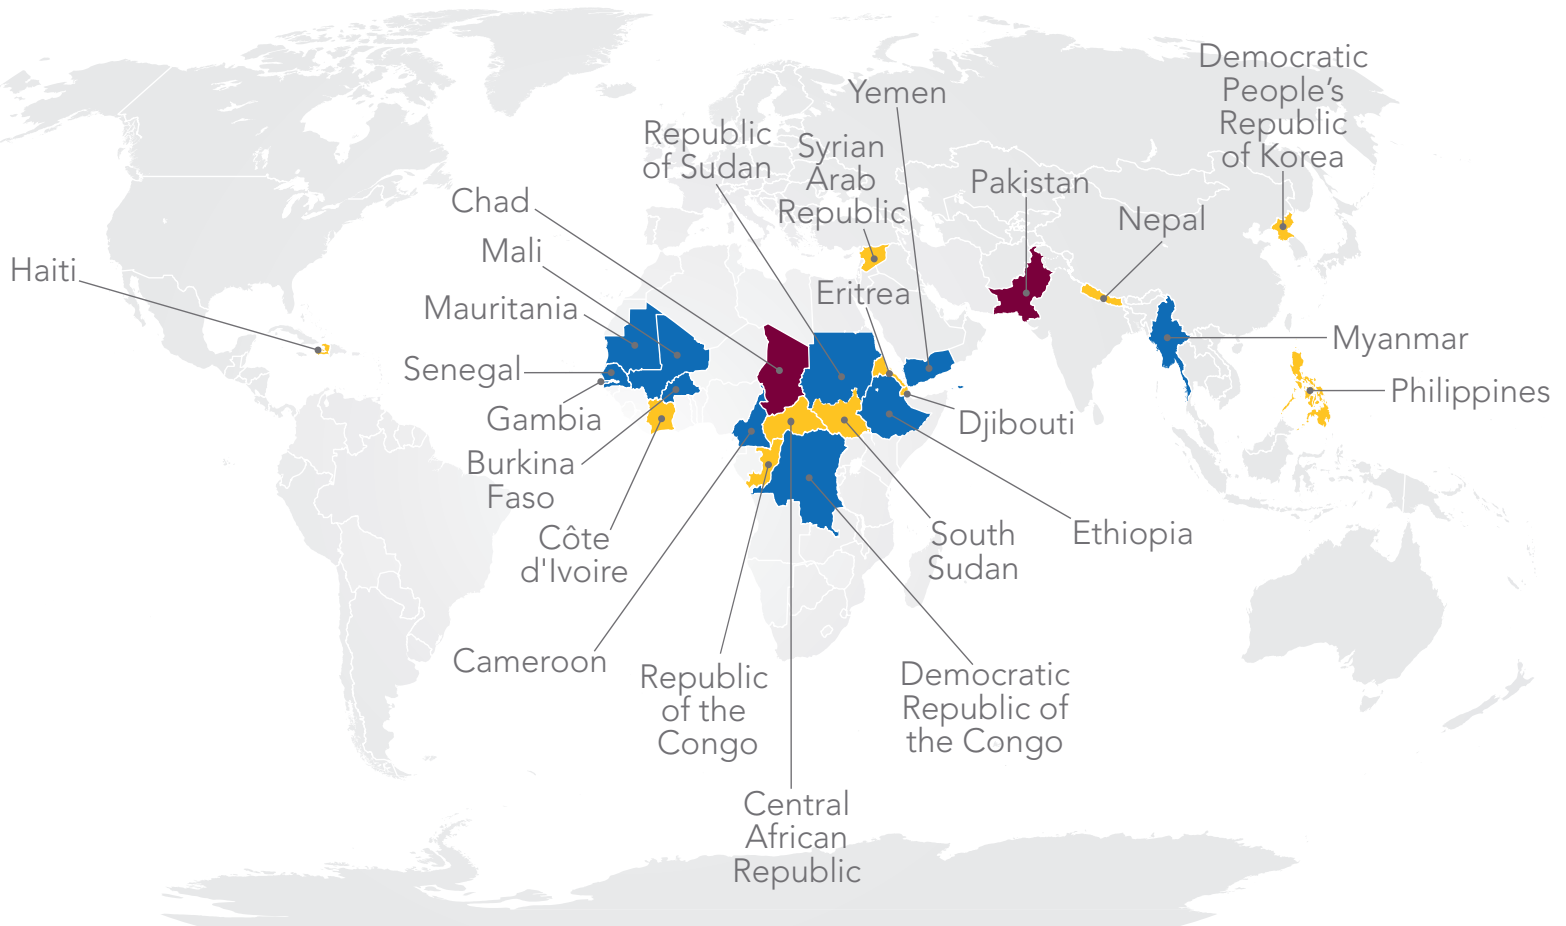 Democratic
People’s
Republic
of Korea
Yemen
Republic
of Sudan
Syrian
Arab
Republic
Pakistan
Nepal
Chad
Mali
Haiti
Eritrea
Mauritania
Myanmar
Senegal
Philippines
Gambia
Djibouti
Burkina
Faso
Côte
d'Ivoire
South
Sudan
Ethiopia
Cameroon
Republic
of the
Congo
Democratic
Republic of
the Congo
Central
African
Republic